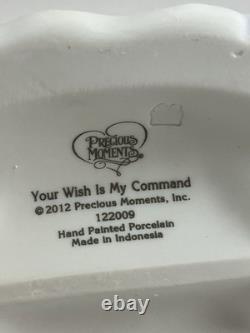 PRECIOUS
MOMENTS
Your Wish Is My Command
©2012 Precious Moments, Inc.
122009
Hand Painted Porcelain
Made in Indonesia